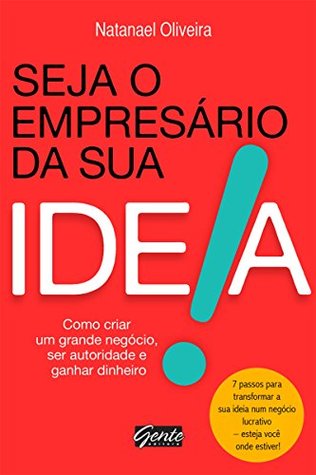 Natanael Oliveira
SEJA O
EMPRESÁRIO
DA SUA
IDE!A
Como criar
um grande negócio,
ser autoridade e
ganhar dinheiro
7 passos para
transformar a
sua ideia num negócio
lucrativo
– esteja você
onde estiver!
Gente
editora